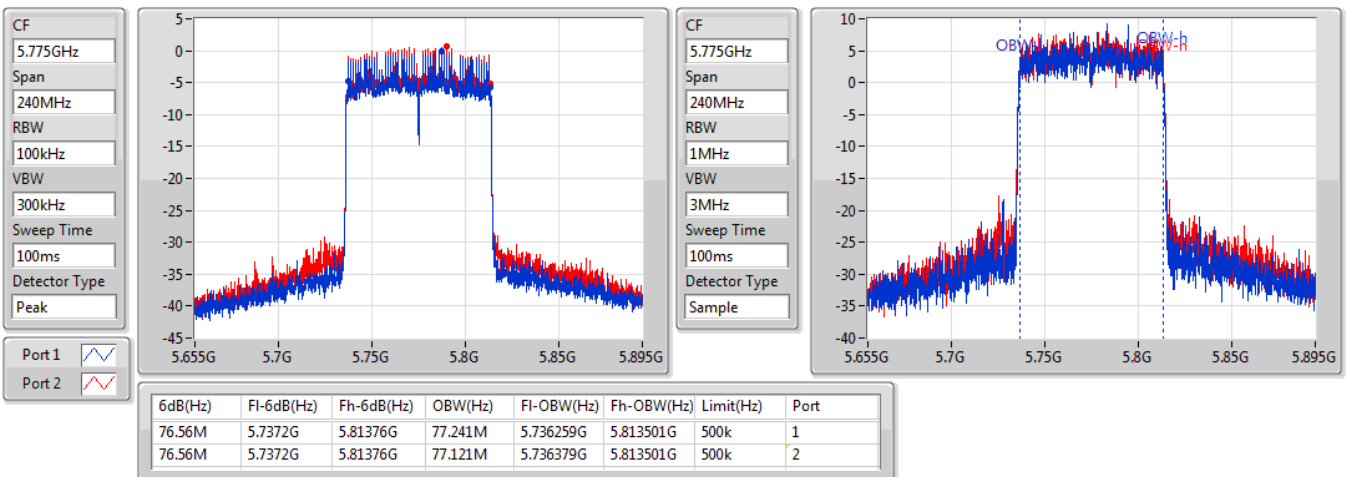 CF
5.775GHz
Span
240MHz
RBW
100kHz
VBW
300kHz
Sweep Time
100ms
Detector Type
Peak
Port 1
Port 2
5
0
-5
-10
-15
-20
-25
-30
-35
-40
-45
5.655G 5.7G 5.75G 5.8G 5.85G 5.895G
CF
5.775GHz
Span
240MHz
RBW
1MHz
VBW
3MHz
Sweep Time
100ms
Detector Type
Sample
10
5
0
-5
-10
-15
-20
-25
-30
-35
-40
OBW-h
5.655G 5.7G 5.75G 5.8G 5.85G 5.895G
6dB(Hz) Fl-6dB(Hz) Fh-6dB(Hz) OBW(Hz) Fl-OBW(Hz) Fh-OBW(Hz) Limit(Hz) Port
76.56M 5.7372G 5.81376G 77.241M 5.736259G 5.813501G 500k 1
76.56M 5.7372G 5.81376G 77.121M 5.736379G 5.813501G 500k 2